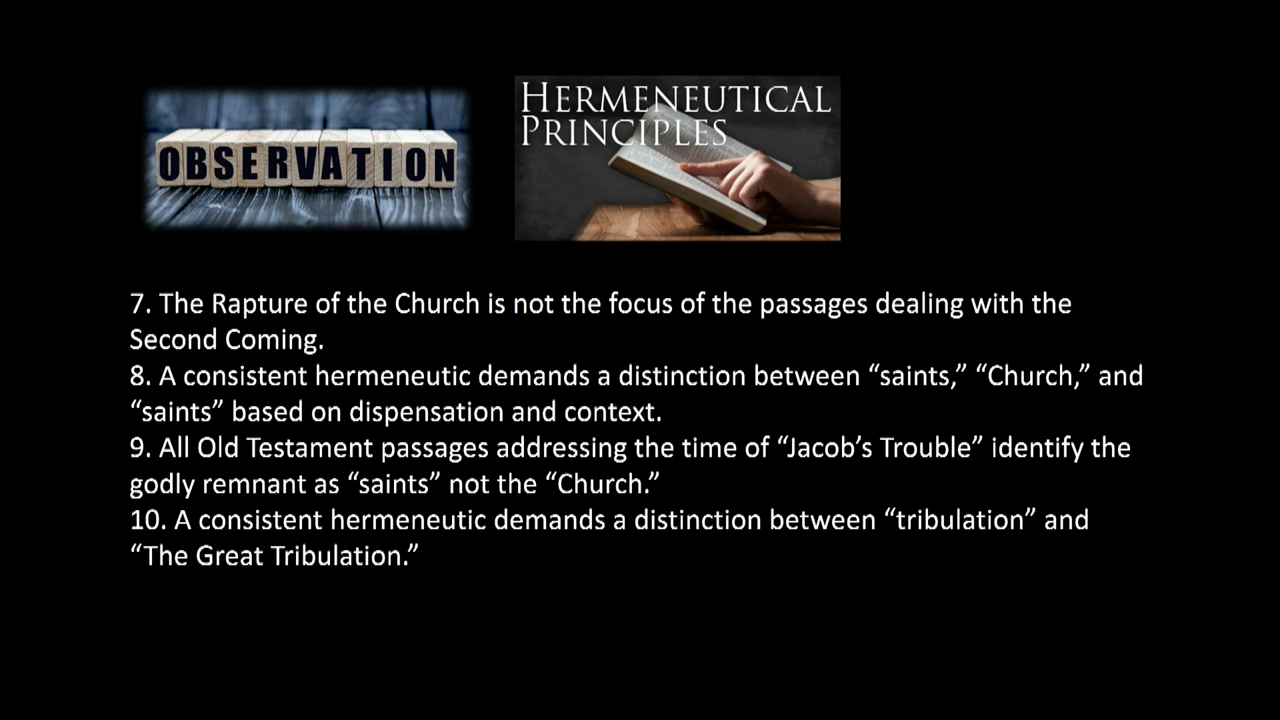 OBSERVATION
HERMENEUTICAL
PRINCIPLES
7. The Rapture of the Church is not the focus of the passages dealing with the
Second Coming.
8. A consistent hermeneutic demands a distinction between “saints,” “Church,” and
“saints” based on dispensation and context.
9. All Old Testament passages addressing the time of “Jacob’s Trouble” identify the
godly remnant as “saints” not the “Church.”
10. A consistent hermeneutic demands a distinction between “tribulation” and
“The Great Tribulation.”